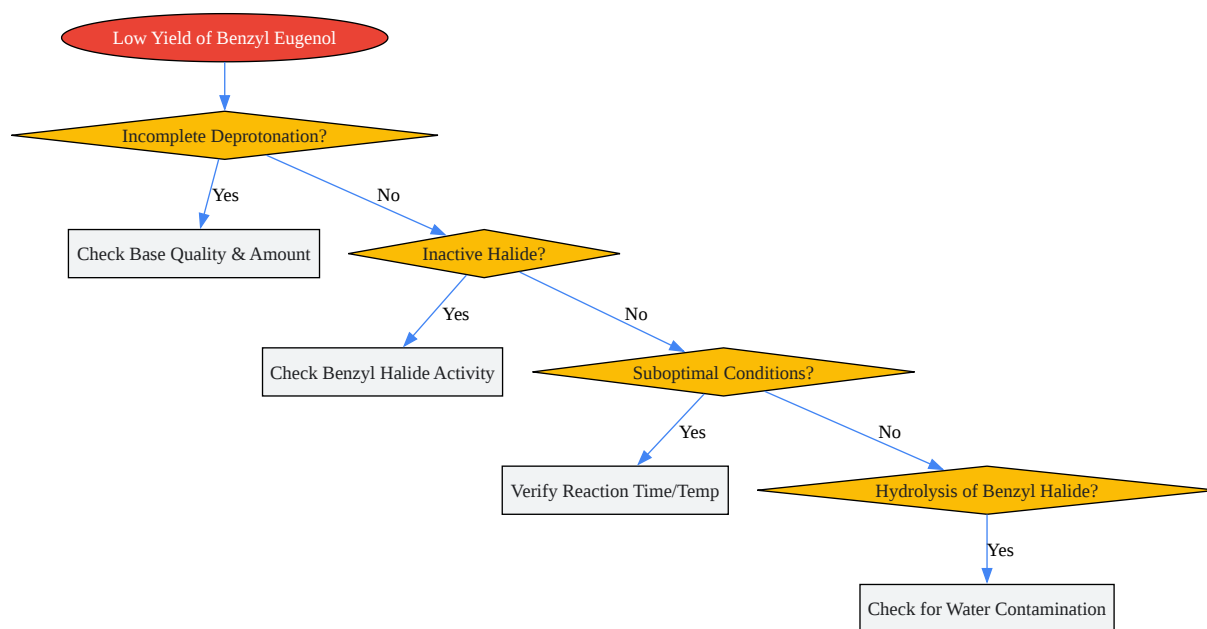 Low Yield of Benzyl Eugenol
Incomplete Deprotonation?
Yes
No
Check Base Quality & Amount
Inactive Halide?
Yes
No
Check Benzyl Halide Activity
Suboptimal Conditions?
Yes
No
Verify Reaction Time/Temp
Hydrolysis of Benzyl Halide?
Yes
Check for Water Contamination